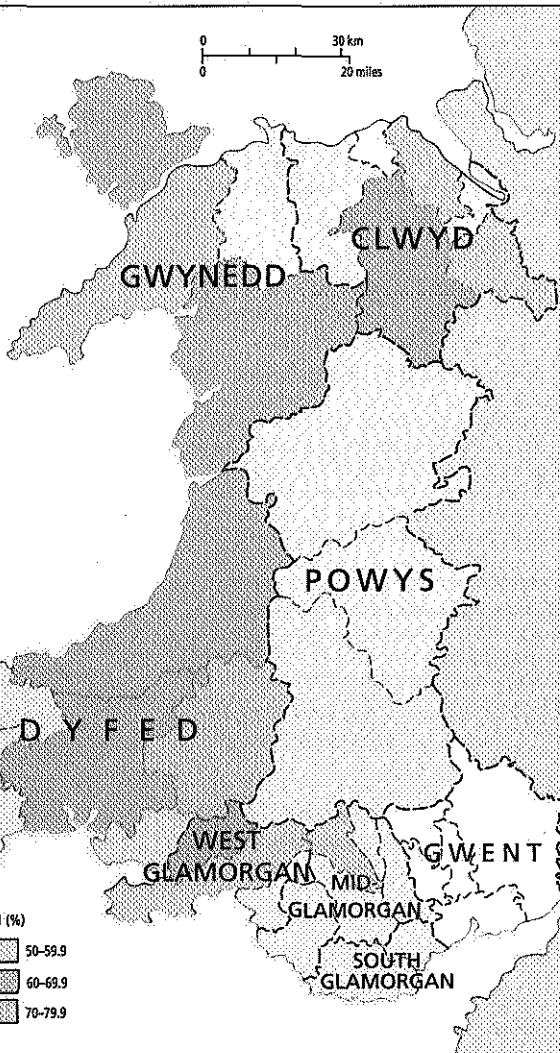 0 30 km
0 20 miles
CLWYD
GWYNEDD
POWYS
DYFED
WEST
GLAMORGAN
GWENT
MID
GLAMORGAN
SOUTH
GLAMORGAN
(%)
50–59.9
60–69.9
70–79.9